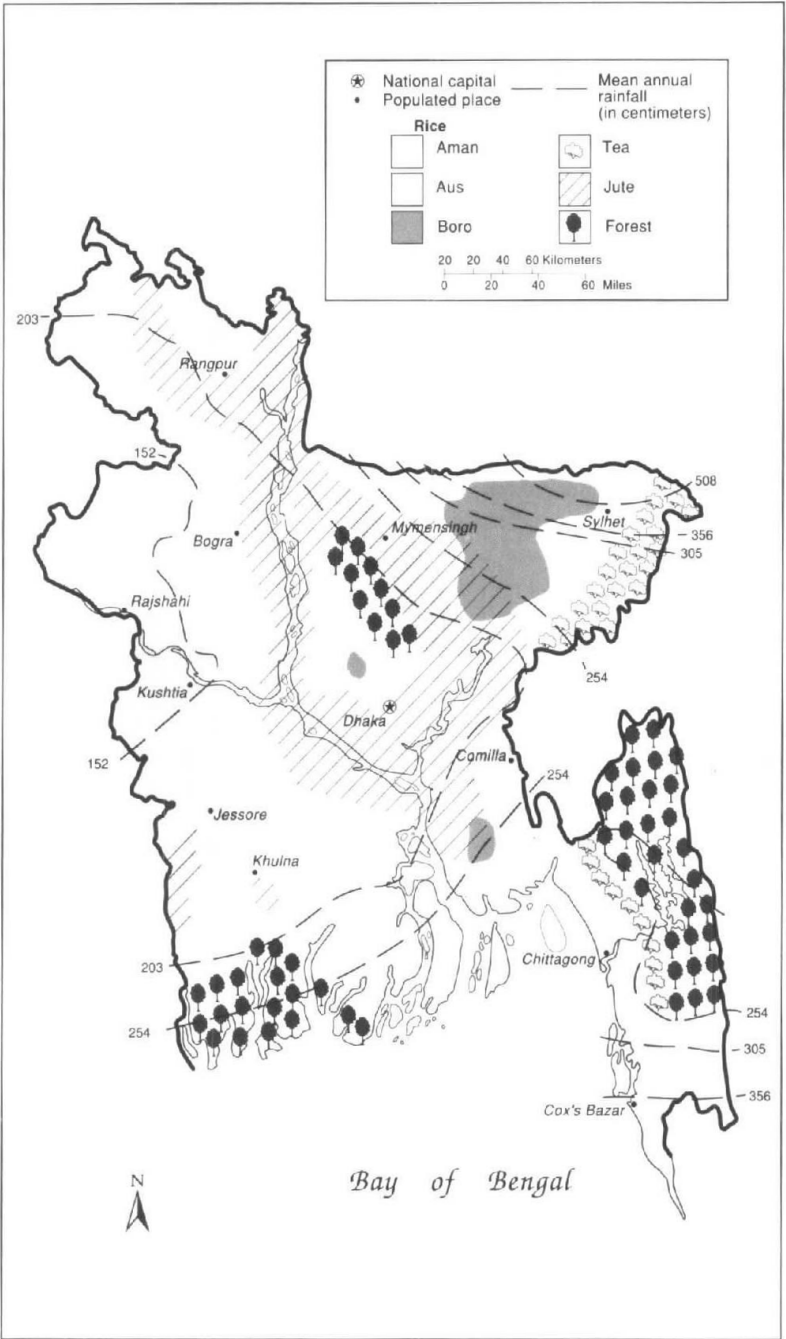 National capital
Populated place
Mean annual
rainfall
(in centimeters)
Rice
Aman
Aus
Boro
Tea
Jute
Forest
20 20 40 60 Kilometers
0 20 40 60 Miles
203
Rangpur
152
508
Sylhet
Mymensingh
Bogra
356
305
Rajshahi
254
Kushtia
Dhaka
Comilla
152
254
Jessore
Khulna
Chittagong
203
254
254
305
356
Cox's Bazar
N
Bay of Bengal